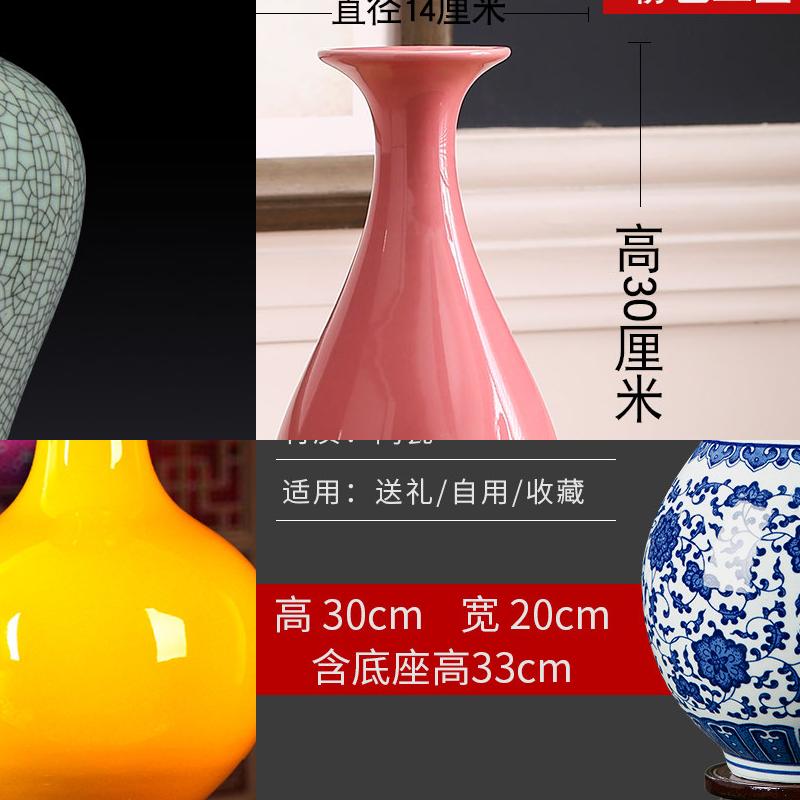 直径14厘米
高30厘米
适用：送礼/自用/收藏
高 30cm 宽 20cm
含底座高33cm